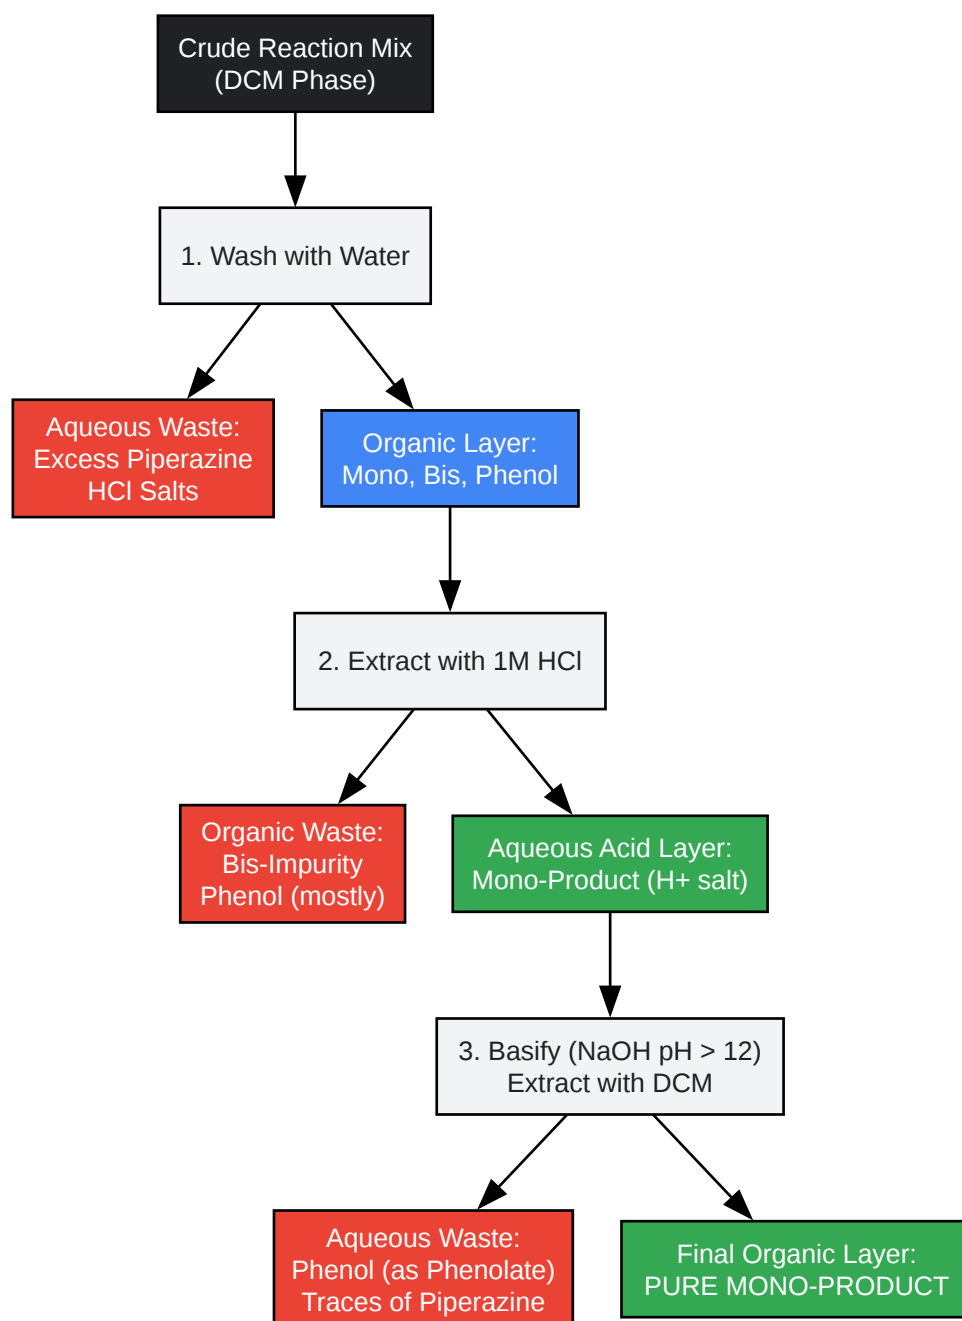 Crude Reaction Mix
(DCM Phase)
1. Wash with Water
Aqueous Waste:
Excess Piperazine
HCl Salts
Organic Layer:
Mono, Bis, Phenol
2. Extract with 1M HCl
Organic Waste:
Bis-Impurity
Phenol (mostly)
Aqueous Acid Layer:
Mono-Product (H+ salt)
3. Basify (NaOH pH > 12)
Extract with DCM
Aqueous Waste:
Phenol (as Phenolate)
Traces of Piperazine
Final Organic Layer:
PURE MONO-PRODUCT